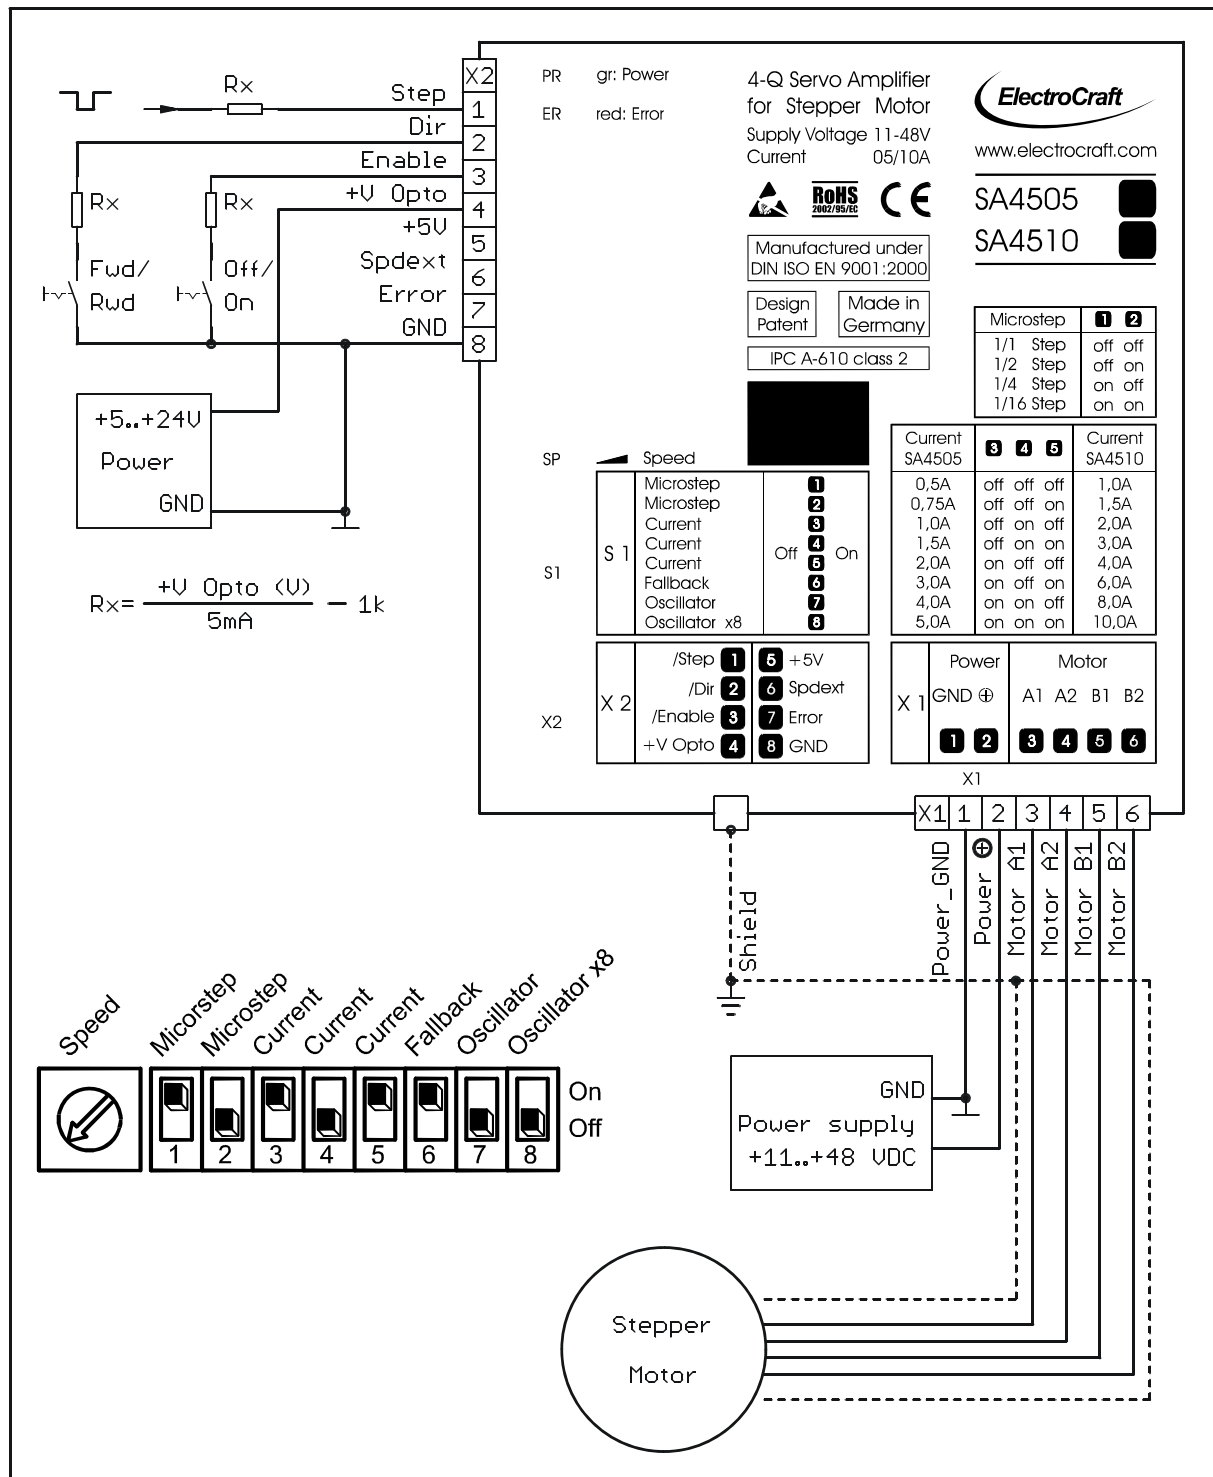 Rx
Step
Dir
Enable
+V Opto
+5V
Spdext
Error
GND
X2
1
2
3
4
5
6
7
8
Rx
Rx
Fwd/
Rwd
Off/
On
+5..+24V
Power
GND
Rx= +V Opto (V) / 5mA - 1k
PR gr: Power
ER red: Error
4-Q Servo Amplifier
for Stepper Motor
Supply Voltage 11-48V
Current 05/10A
RoHS
2002/95/EC
CE
Manufactured under
DIN ISO EN 9001:2000
Design
Patent
Made in
Germany
IPC A-610 class 2
ElectroCraft
www.electrocraft.com
SA4505
SA4510
Microstep 1 2
1/1 Step off off
1/2 Step off on
1/4 Step on off
1/16 Step on on
Current
SA4505
3 4 5
Current
SA4510
0,5A off off off 1,0A
0,75A off off on 1,5A
1,0A off on off 2,0A
1,5A off on on 3,0A
2,0A on off off 4,0A
3,0A on off on 6,0A
4,0A on on off 8,0A
5,0A on on on 10,0A
SP Speed
S1
S 1
Microstep 1
Microstep 2
Current 3
Current 4
Current 5
Fallback 6
Oscillator 7
Oscillator x8 8
Off On
X2
X 2
/Step 1 5 +5V
/Dir 2 6 Spdext
/Enable 3 7 Error
+V Opto 4 8 GND
X 1
Power Motor
GND ⊕ A1 A2 B1 B2
1 2 3 4 5 6
X1
X1 1 2 3 4 5 6
Power_GND
Power ⊕
Motor A1
Motor A2
Motor B1
Motor B2
Shield
Speed
Micorstep
Microstep
Current
Current
Current
Fallback
Oscillator
Oscillator x8
On
Off
1 2 3 4 5 6 7 8
GND
Power supply
+11..+48 VDC
Stepper
Motor